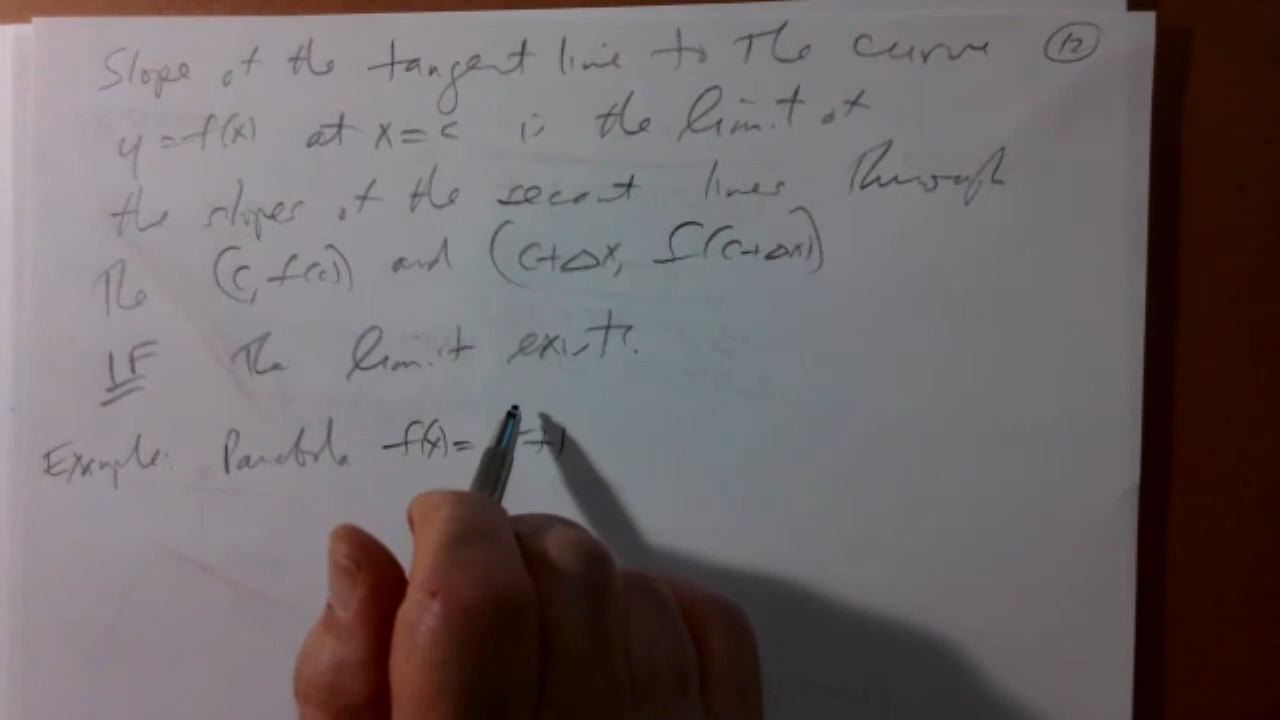 Slope of the tangent line to the curve 12
y = f(x) at x = c is the limit of
the slopes of the secant lines through
the (c, f(c)) and (c+Δx, f(c+Δx))
IF the limit exists.
Example: Parabola f(x)= +1